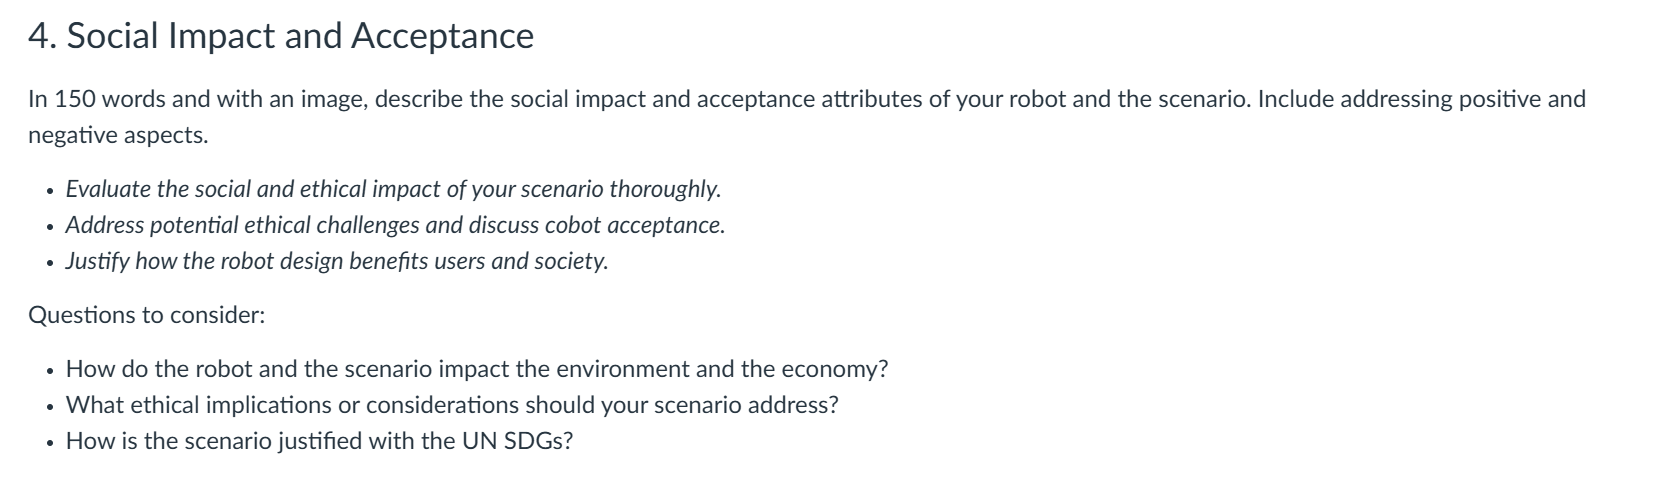 4. Social Impact and Acceptance
In 150 words and with an image, describe the social impact and acceptance attributes of your robot and the scenario. Include addressing positive and
negative aspects.
• Evaluate the social and ethical impact of your scenario thoroughly.
• Address potential ethical challenges and discuss cobot acceptance.
• Justify how the robot design benefits users and society.
Questions to consider:
• How do the robot and the scenario impact the environment and the economy?
• What ethical implications or considerations should your scenario address?
• How is the scenario justified with the UN SDGs?